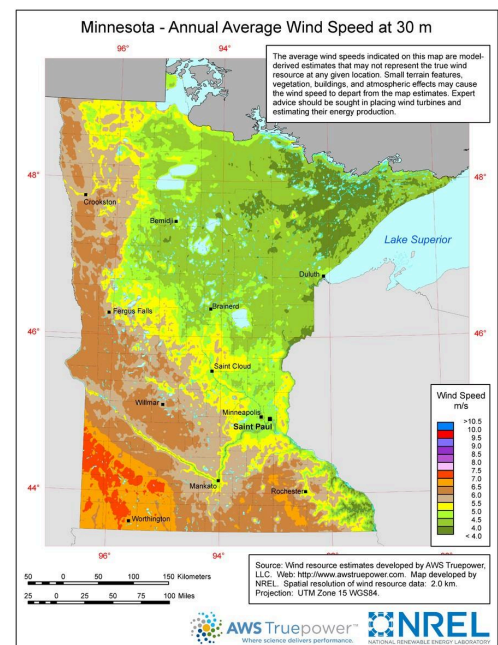 Minnesota - Annual Average Wind Speed at 30 m
The average wind speeds indicated on this map are model-
derived estimates that may not represent the true wind
resource at any given location. Small terrain features,
vegetation, buildings, and atmospheric effects may cause
the wind speed to depart from the map estimates. Expert
advice should be sought in placing wind turbines and
estimating their energy production.
96°
94°
48°
48°
Crookston
Bemidji
Lake Superior
Duluth
Fergus Falls
Brainerd
46°
46°
Saint Cloud
Willmar
Minneapolis
Saint Paul
Mankato
Rochester
44°
44°
Worthington
96°
94°
92°
Wind Speed
m/s
>10.5
10.0
9.5
9.0
8.5
8.0
7.5
7.0
6.5
6.0
5.5
5.0
4.5
4.0
< 4.0
50 0 50 100 150 Kilometers
25 0 25 50 75 100 Miles
Source: Wind resource estimates developed by AWS Truepower,
LLC. Web: http://www.awstruepower.com. Map developed by
NREL. Spatial resolution of wind resource data: 2.0 km.
Projection: UTM Zone 15 WGS84.
AWS Truepower™
Where science delivers performance.
NREL
NATIONAL RENEWABLE ENERGY LABORATORY